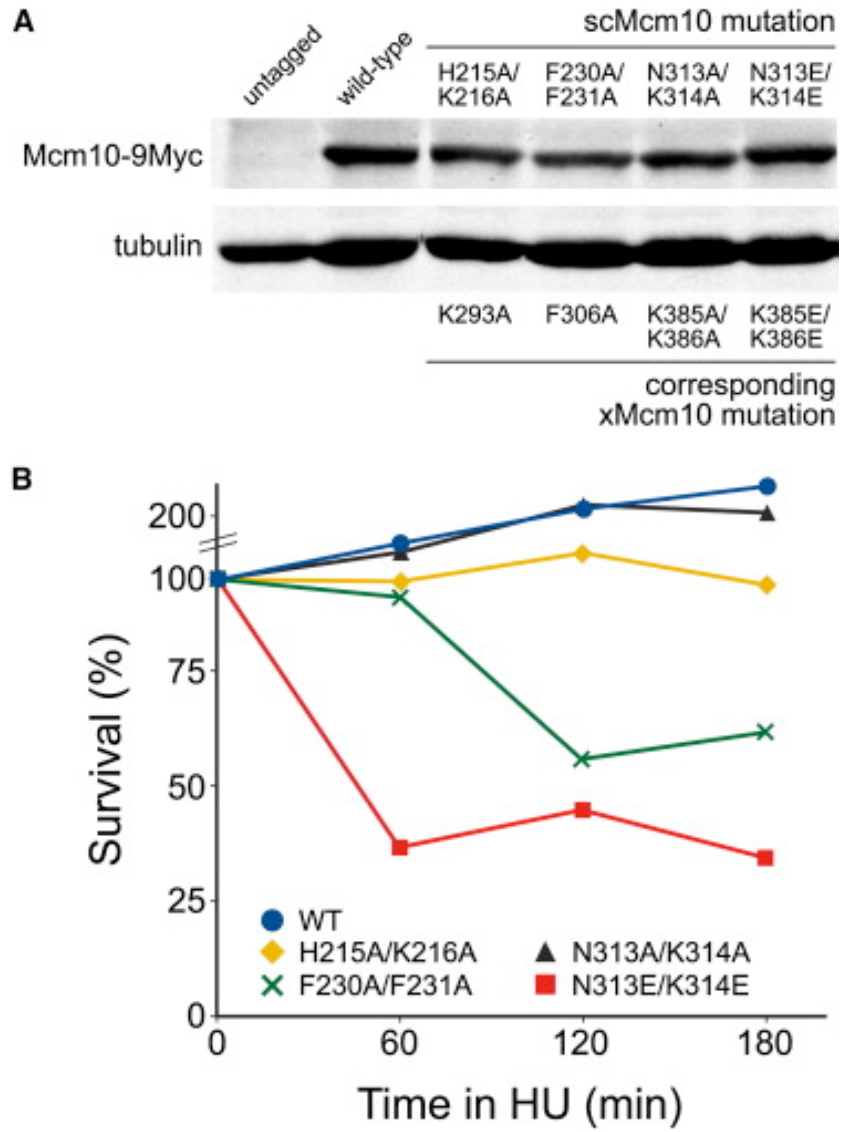 A
scMcm10 mutation
untagged
wild-type
H215A/ F230A/ N313A/ N313E/
K216A F231A K314A K314E
Mcm10-9Myc
tubulin
K293A F306A K385A/ K385E/
K386A K386E
corresponding
xMcm10 mutation
B
200
100
75
50
25
0
Survival (%)
WT
H215A/K216A N313A/K314A
F230A/F231A N313E/K314E
0 60 120 180
Time in HU (min)